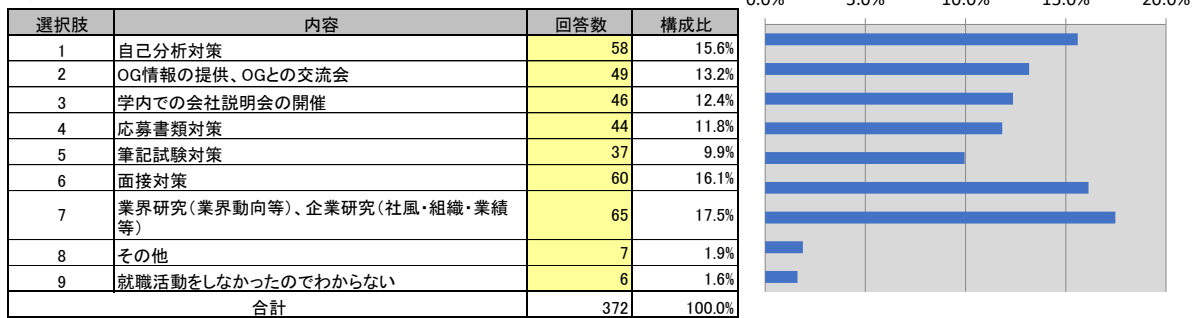 0.0% 5.0% 10.0% 15.0% 20.0%
選択肢 内容 回答数 構成比
1 自己分析対策 58 15.6%
2 OG情報の提供、OGとの交流会 49 13.2%
3 学内での会社説明会の開催 46 12.4%
4 応募書類対策 44 11.8%
5 筆記試験対策 37 9.9%
6 面接対策 60 16.1%
7 業界研究(業界動向等)、企業研究(社風・組織・業績
等) 65 17.5%
8 その他 7 1.9%
9 就職活動をしなかったのでわからない 6 1.6%
合計 372 100.0%